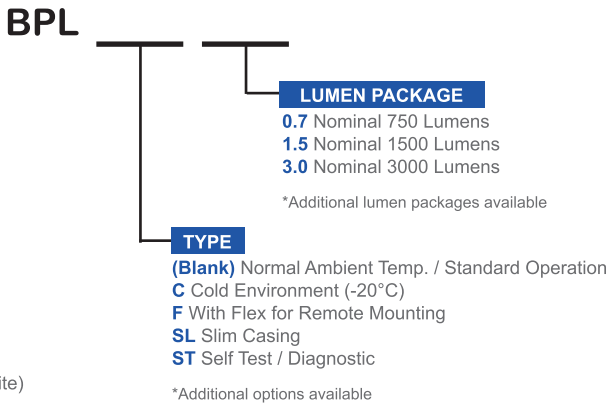 BPL
LUMEN PACKAGE
0.7 Nominal 750 Lumens
1.5 Nominal 1500 Lumens
3.0 Nominal 3000 Lumens
*Additional lumen packages available
TYPE
(Blank) Normal Ambient Temp. / Standard Operation
C Cold Environment (-20°C)
F With Flex for Remote Mounting
SL Slim Casing
ST Self Test / Diagnostic
ite)
*Additional options available